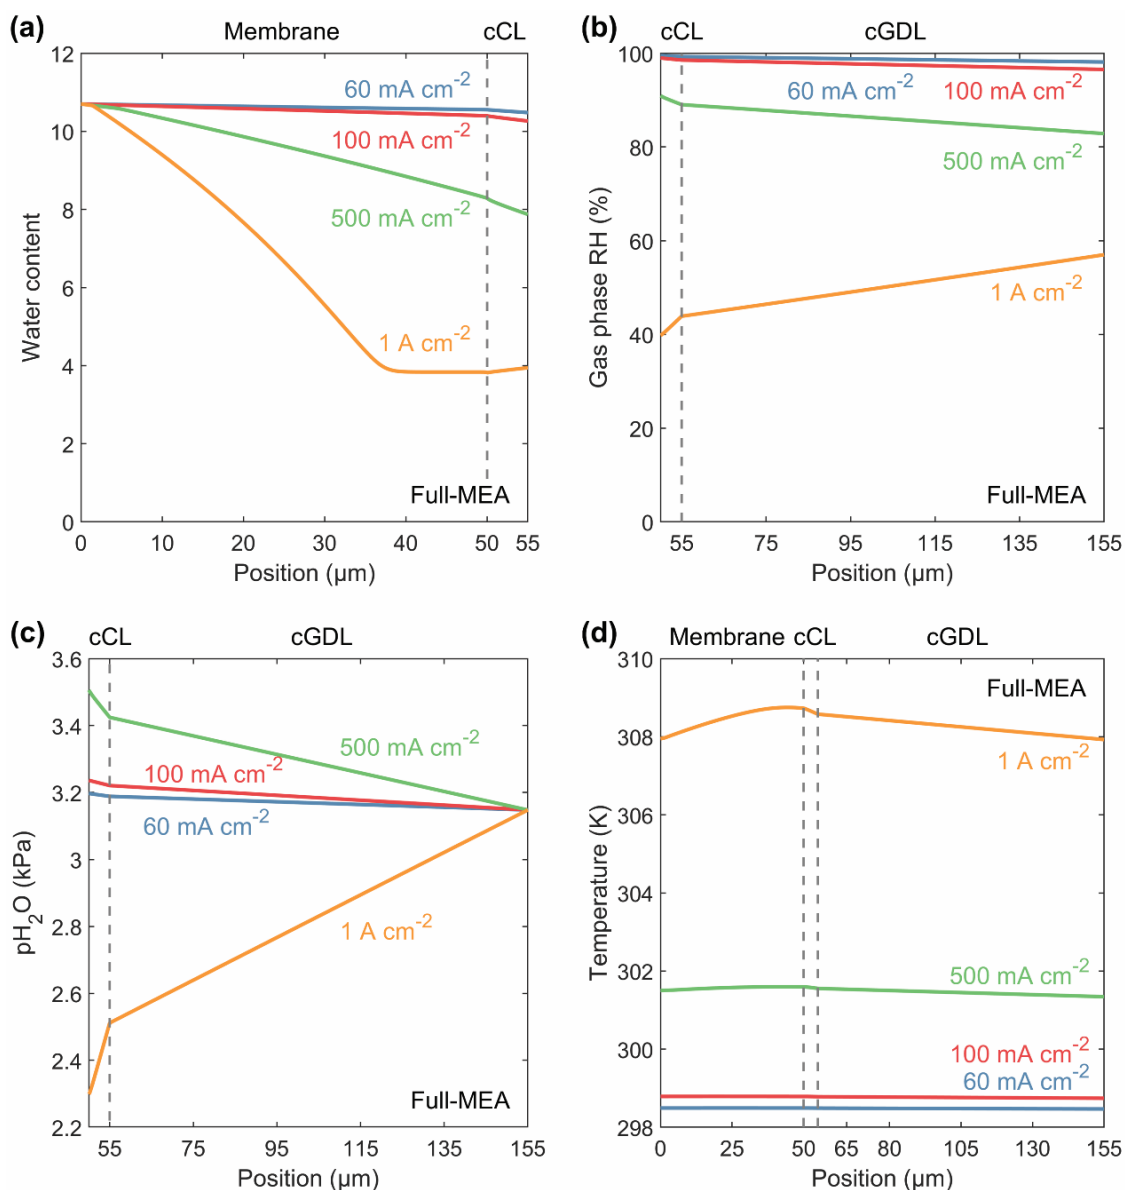 (a)
Membrane
cCL
12
10
8
6
4
2
0
Water content
60 mA cm⁻²
100 mA cm⁻²
500 mA cm⁻²
1 A cm⁻²
Full-MEA
0
10
20
30
40
50
55
Position (µm)
(b)
cCL
cGDL
100
80
60
40
20
0
Gas phase RH (%)
60 mA cm⁻²
100 mA cm⁻²
500 mA cm⁻²
1 A cm⁻²
Full-MEA
55
75
95
115
135
155
Position (µm)
(c)
cCL
cGDL
3.6
3.4
3.2
3
2.8
2.6
2.4
2.2
pH₂O (kPa)
500 mA cm⁻²
100 mA cm⁻²
60 mA cm⁻²
1 A cm⁻²
Full-MEA
55
75
95
115
135
155
Position (µm)
(d)
Membrane
cCL
cGDL
310
308
306
304
302
300
298
Temperature (K)
Full-MEA
1 A cm⁻²
500 mA cm⁻²
100 mA cm⁻²
60 mA cm⁻²
0
25
50
65
85
105
135
155
Position (µm)